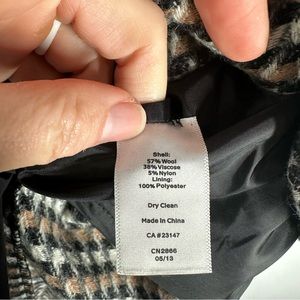 Shell:
57% Wool
38% Viscose
5% Nylon
Lining:
100% Polyester
Dry Clean
Made In China
CA # 23147
CN2866
05/13